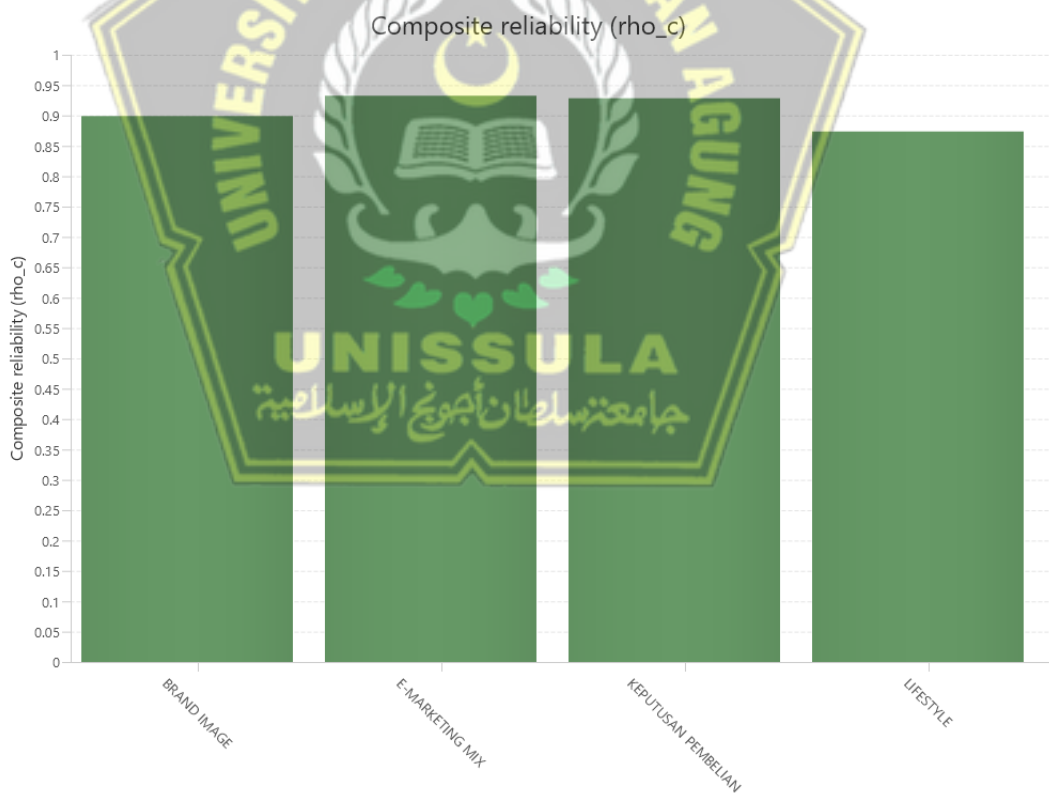 Composite reliability (rho_c)
UNIVERSI
AN AGUNG
Composite reliability (rho_c)
1
0.95
0.9
0.85
0.8
0.75
0.7
0.65
0.6
0.55
0.5
0.45
0.4
0.35
0.3
0.25
0.2
0.15
0.1
0.05
0
UNISSULA
جامعة سلطان أجونج الإسلامية
BRAND IMAGE
E-MARKETING MIX
KEPUTUSAN PEMBELIAN
LIFESTYLE